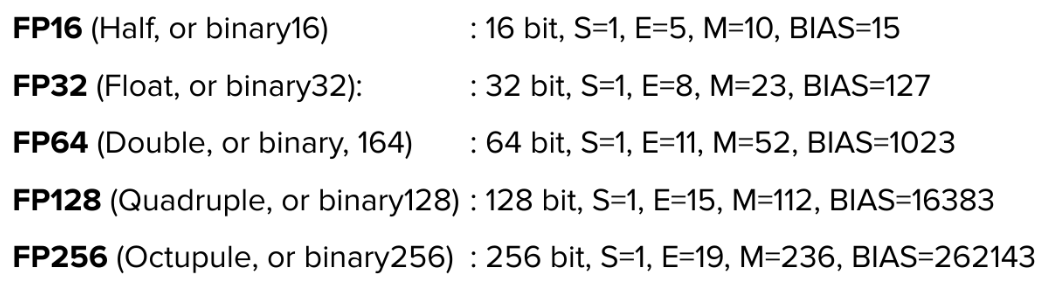 FP16 (Half, or binary16) : 16 bit, S=1, E=5, M=10, BIAS=15
FP32 (Float, or binary32): : 32 bit, S=1, E=8, M=23, BIAS=127
FP64 (Double, or binary, 164) : 64 bit, S=1, E=11, M=52, BIAS=1023
FP128 (Quadruple, or binary128) : 128 bit, S=1, E=15, M=112, BIAS=16383
FP256 (Octupule, or binary256) : 256 bit, S=1, E=19, M=236, BIAS=262143